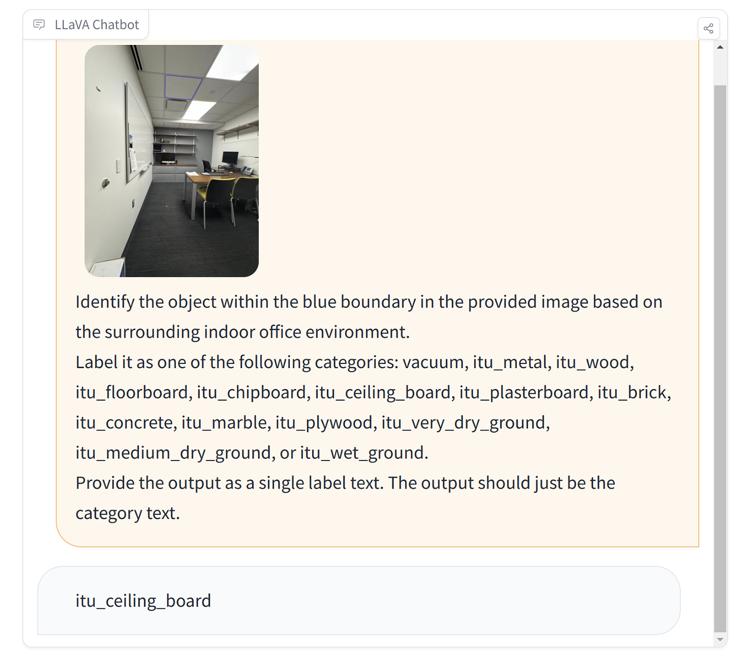 LLaVA Chatbot
Identify the object within the blue boundary in the provided image based on
the surrounding indoor office environment.
Label it as one of the following categories: vacuum, itu_metal, itu_wood,
itu_floorboard, itu_chipboard, itu_ceiling_board, itu_plasterboard, itu_brick,
itu_concrete, itu_marble, itu_plywood, itu_very_dry_ground,
itu_medium_dry_ground, or itu_wet_ground.
Provide the output as a single label text. The output should just be the
category text.
itu_ceiling_board